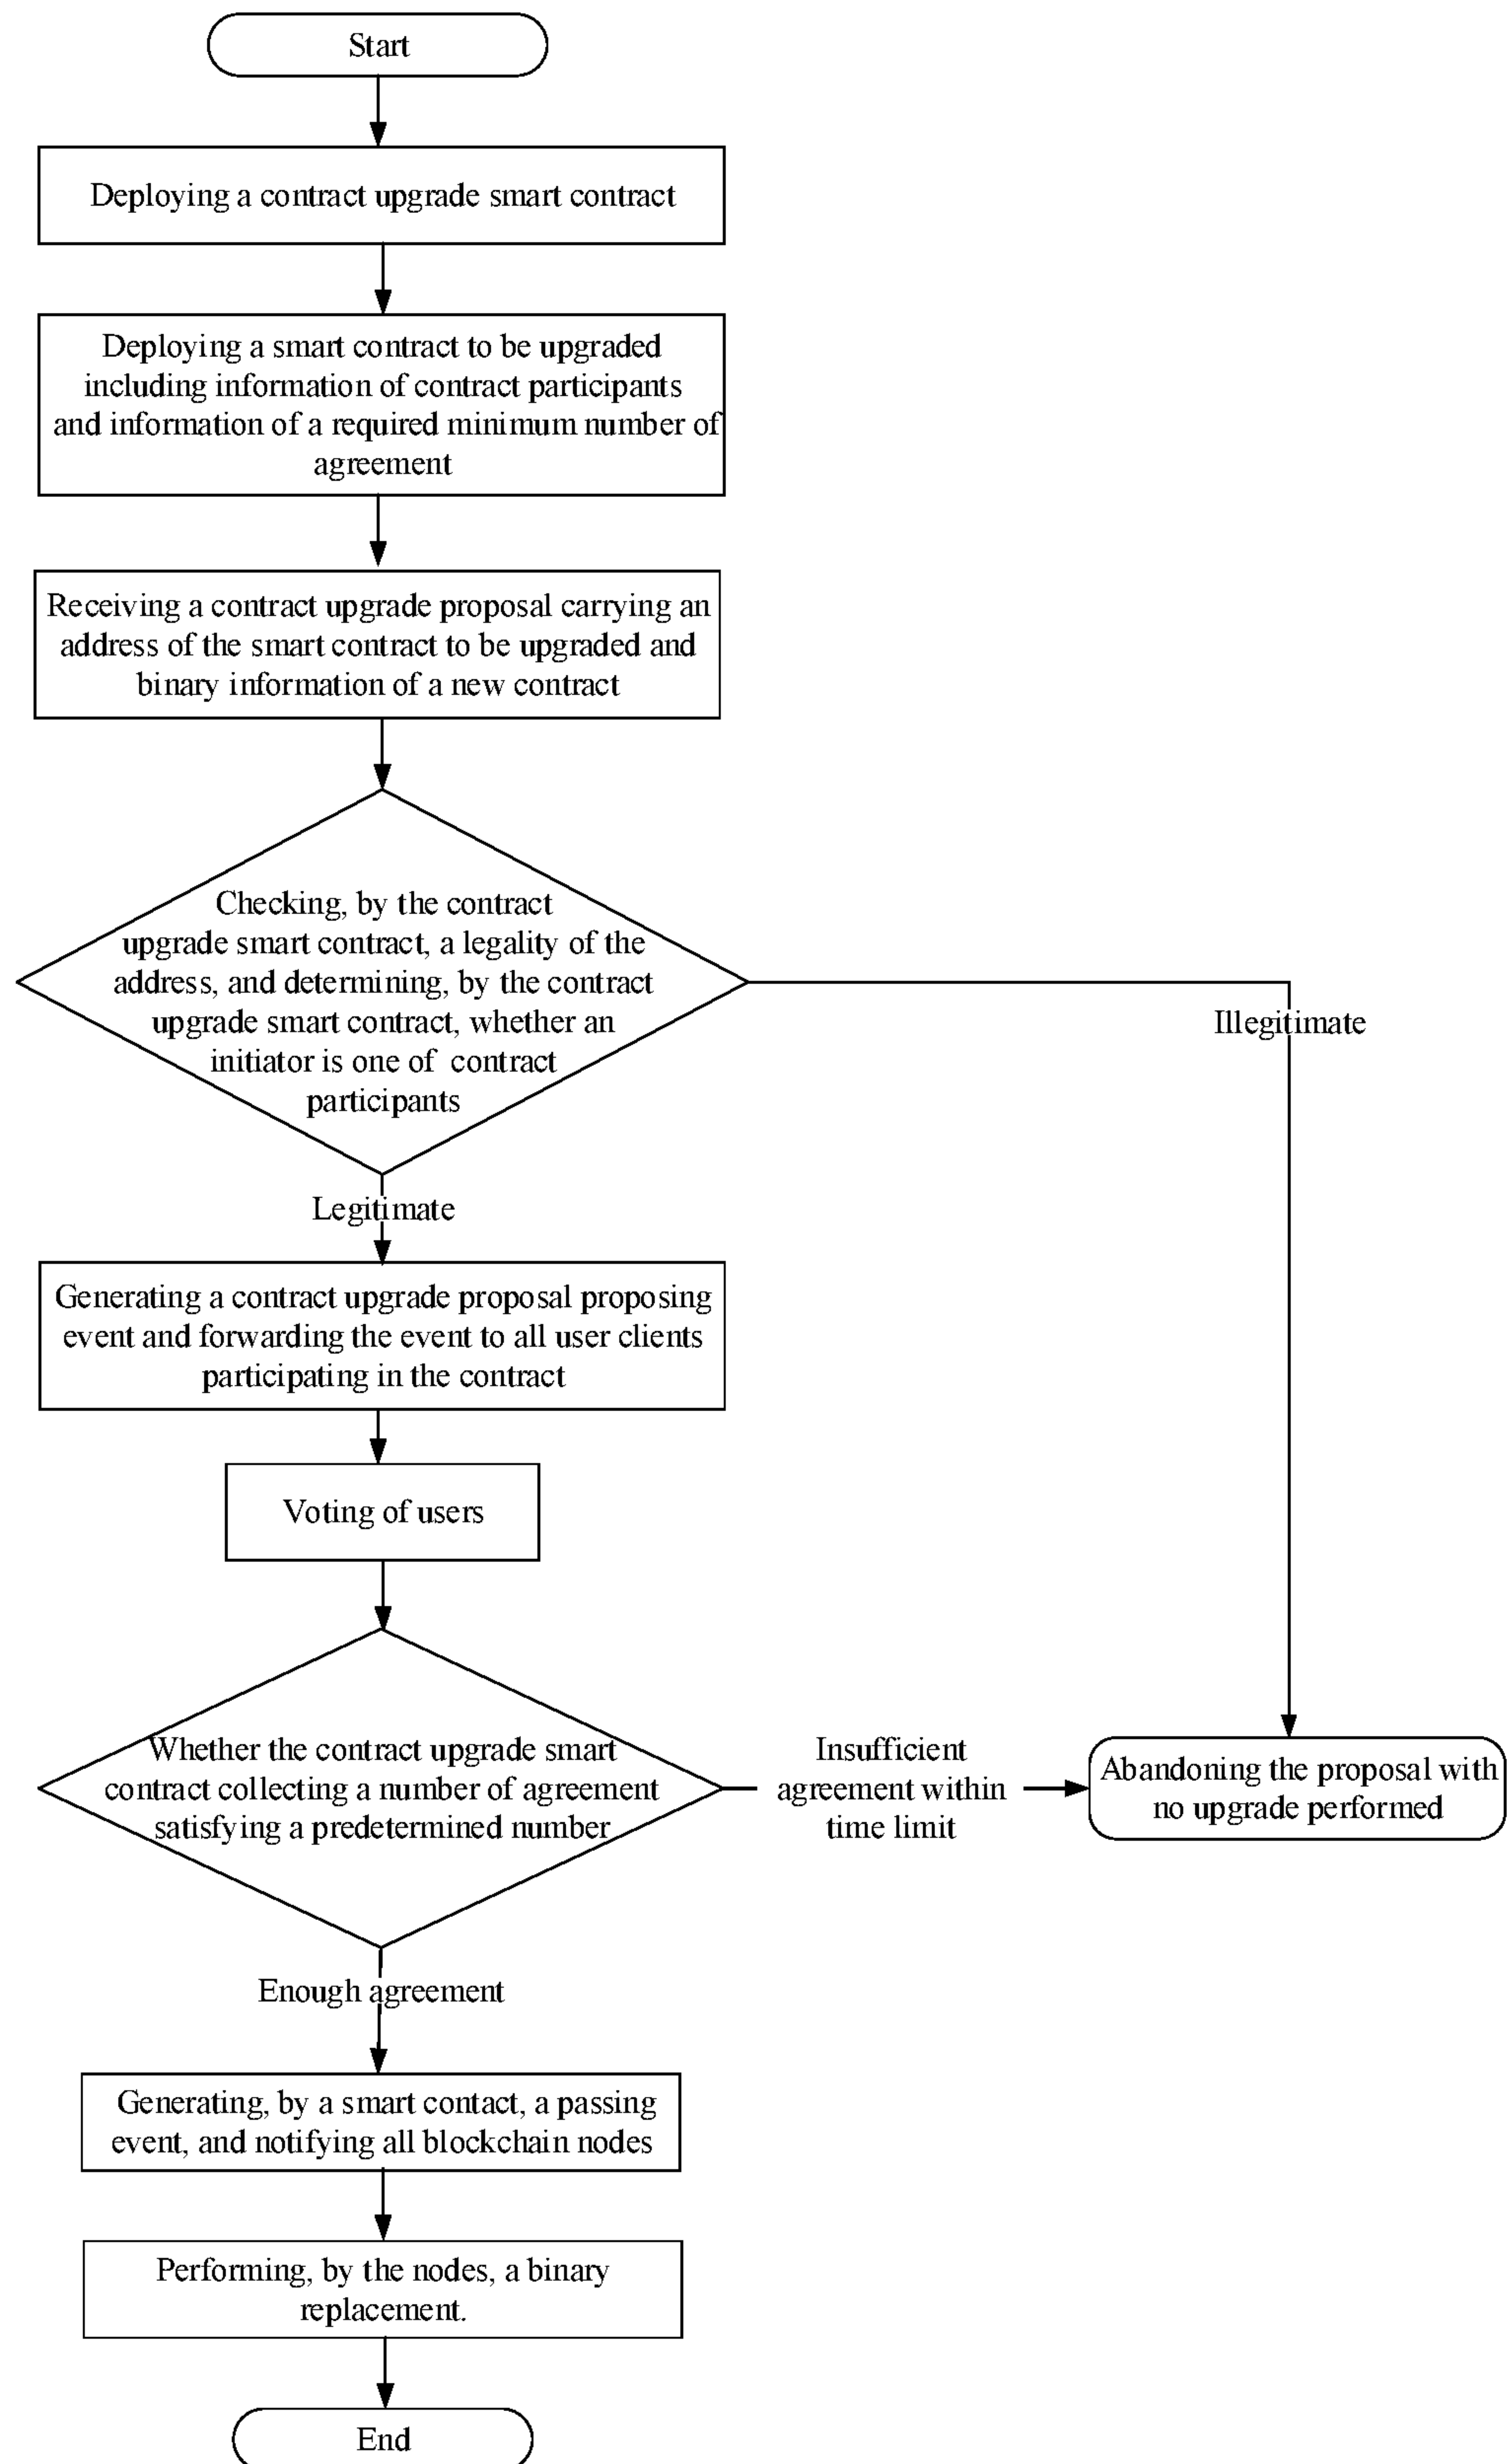 Start
Deploying a contract upgrade smart contract
Deploying a smart contract to be upgraded
including information of contract participants
and information of a required minimum number of
agreement
Receiving a contract upgrade proposal carrying an
address of the smart contract to be upgraded and
binary information of a new contract
Checking, by the contract
upgrade smart contract, a legality of the
address, and determining, by the contract
upgrade smart contract, whether an
initiator is one of contract
participants
Illegitimate
Legitimate
Generating a contract upgrade proposal proposing
event and forwarding the event to all user clients
participating in the contract
Voting of users
Whether the contract upgrade smart
contract collecting a number of agreement
satisfying a predetermined number
Insufficient
agreement within
time limit
Abandoning the proposal with
no upgrade performed
Enough agreement
Generating, by a smart contact, a passing
event, and notifying all blockchain nodes
Performing, by the nodes, a binary
replacement.
End